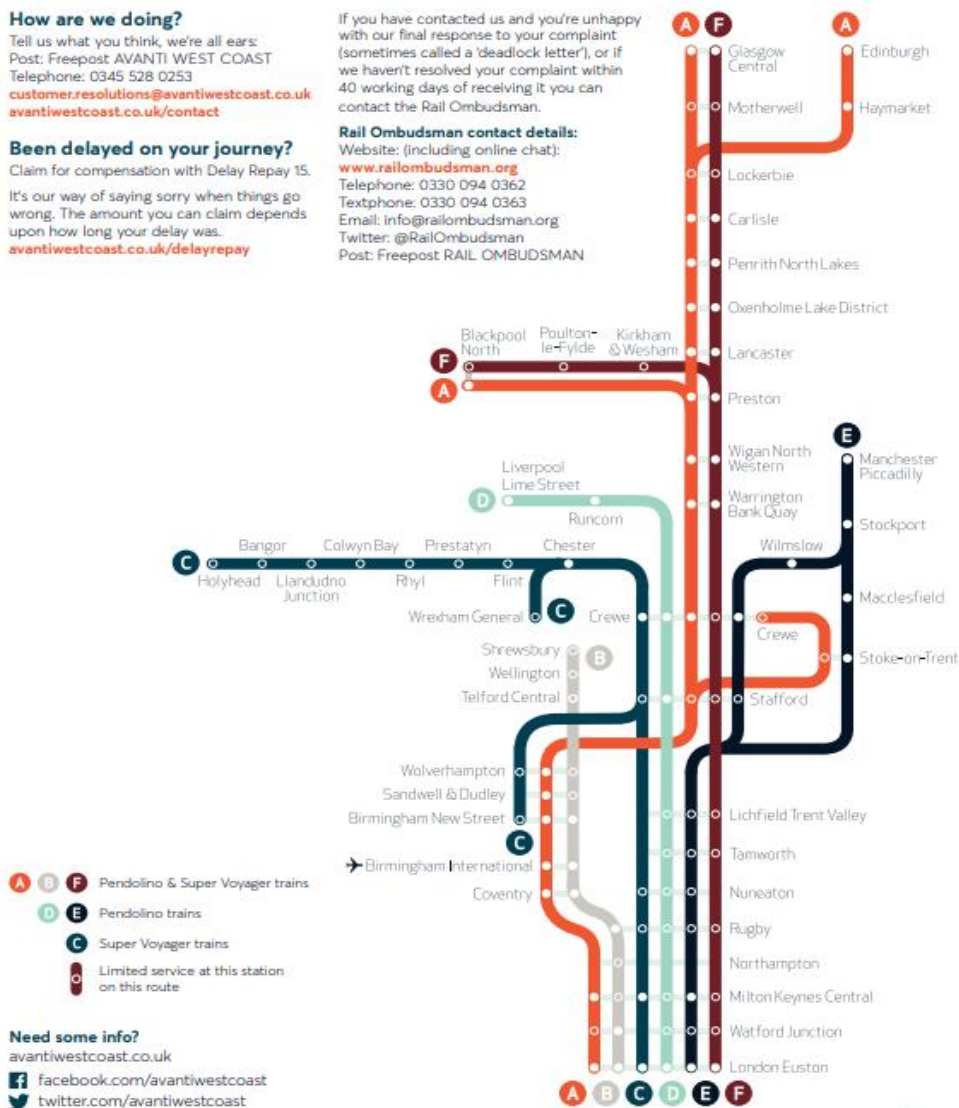 How are we doing?
Tell us what you think, we're all ears:
Post: Freepost AVANTI WEST COAST
Telephone: 0345 528 0253
customer.resolutions@avantiwestcoast.co.uk
avantiwestcoast.co.uk/contact
Been delayed on your journey?
Claim for compensation with Delay Repay 15.
It's our way of saying sorry when things go
wrong. The amount you can claim depends
upon how long your delay was.
avantiwestcoast.co.uk/delayrepay
If you have contacted us and you're unhappy
with our final response to your complaint
(sometimes called a 'deadlock letter'), or if
we haven't resolved your complaint within
40 working days of receiving it you can
contact the Rail Ombudsman.
Rail Ombudsman contact details:
Website: (including online chat):
www.railombudsman.org
Telephone: 0330 094 0362
Textphone: 0330 094 0363
Email: info@railombudsman.org
Twitter: @RailOmbudsman
Post: Freepost RAIL OMBUDSMAN
A F A
Glasgow
Central
Edinburgh
Motherwell
Haymarket
Lockerbie
Carlisle
Penrith North Lakes
Oxenholme Lake District
Lancaster
Blackpool
North
Poulton-
le-Fylde
Kirkham
& Wesham
F
A
Preston
E
Wigan North
Western
Manchester
Piccadilly
Liverpool
Lime Street
D
Runcorn
Warrington
Bank Quay
Stockport
C
Holyhead
Bangor
Llandudno
Junction
Colwyn Bay
Rhyl
Prestatyn
Flint
Chester
Wilmslow
Macclesfield
Wrexham General
C
Crewe
Crewe
Stoke-on-Trent
Shrewsbury
B
Wellington
Telford Central
Stafford
Wolverhampton
Sandwell & Dudley
Birmingham New Street
C
Lichfield Trent Valley
Tamworth
Birmingham International
Coventry
Nuneaton
Rugby
Northampton
Milton Keynes Central
Watford Junction
London Euston
A B C D E F
A B F Pendolino & Super Voyager trains
D E Pendolino trains
C Super Voyager trains
Limited service at this station
on this route
Need some info?
avantiwestcoast.co.uk
facebook.com/avantiwestcoast
twitter.com/avantiwestcoast